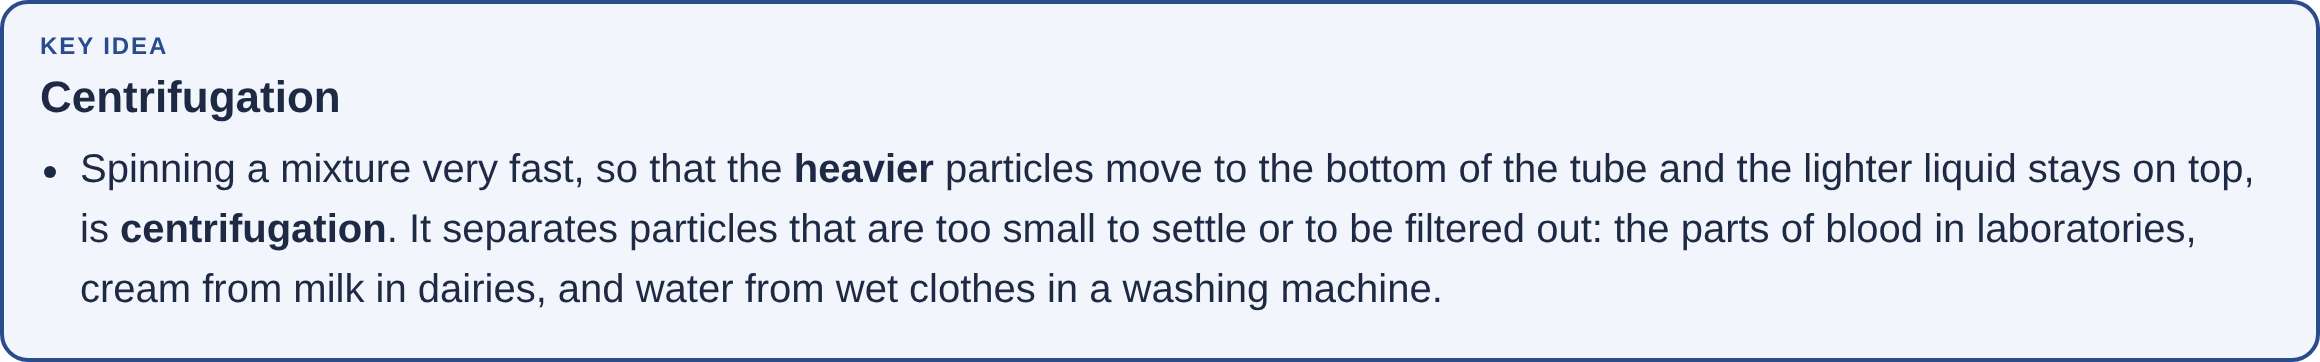 KEY IDEA
Centrifugation
• Spinning a mixture very fast, so that the heavier particles move to the bottom of the tube and the lighter liquid stays on top,
is centrifugation. It separates particles that are too small to settle or to be filtered out: the parts of blood in laboratories,
cream from milk in dairies, and water from wet clothes in a washing machine.